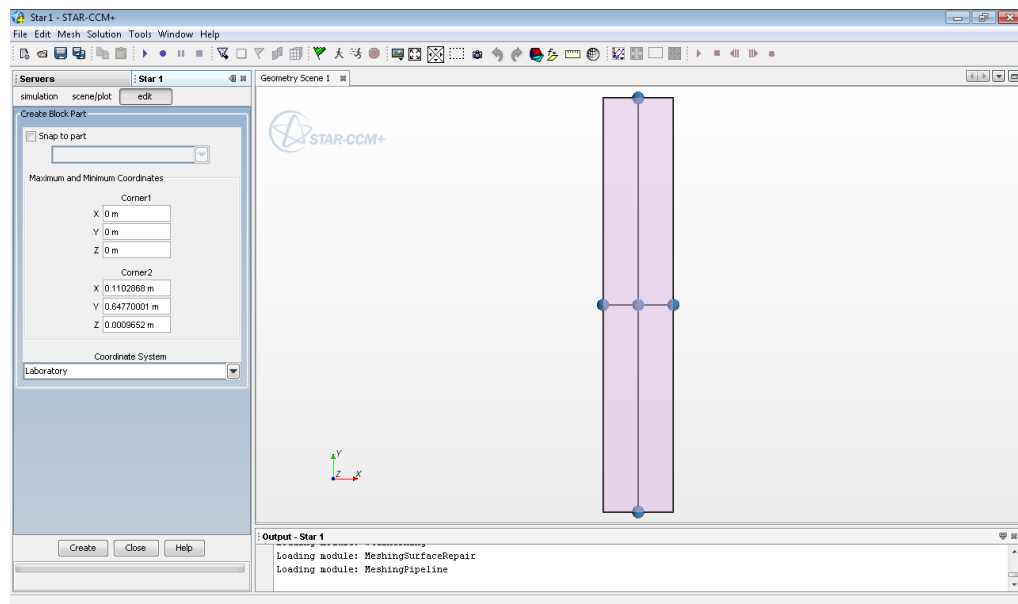 Star 1 - STAR-CCM+
File Edit Mesh Solution Tools Window Help
Servers
Star 1
Geometry Scene 1
simulation scene/plot edit
Create Block Part
Snap to part
Maximum and Minimum Coordinates
Corner1
X 0 m
Y 0 m
Z 0 m
Corner2
X 0.1102868 m
Y 0.64770001 m
Z 0.0009652 m
Coordinate System
Laboratory
Create Close Help
STAR-CCM+
Y
Z X
Output - Star 1
Loading module: MeshingSurfaceRepair
Loading module: MeshingPipeline